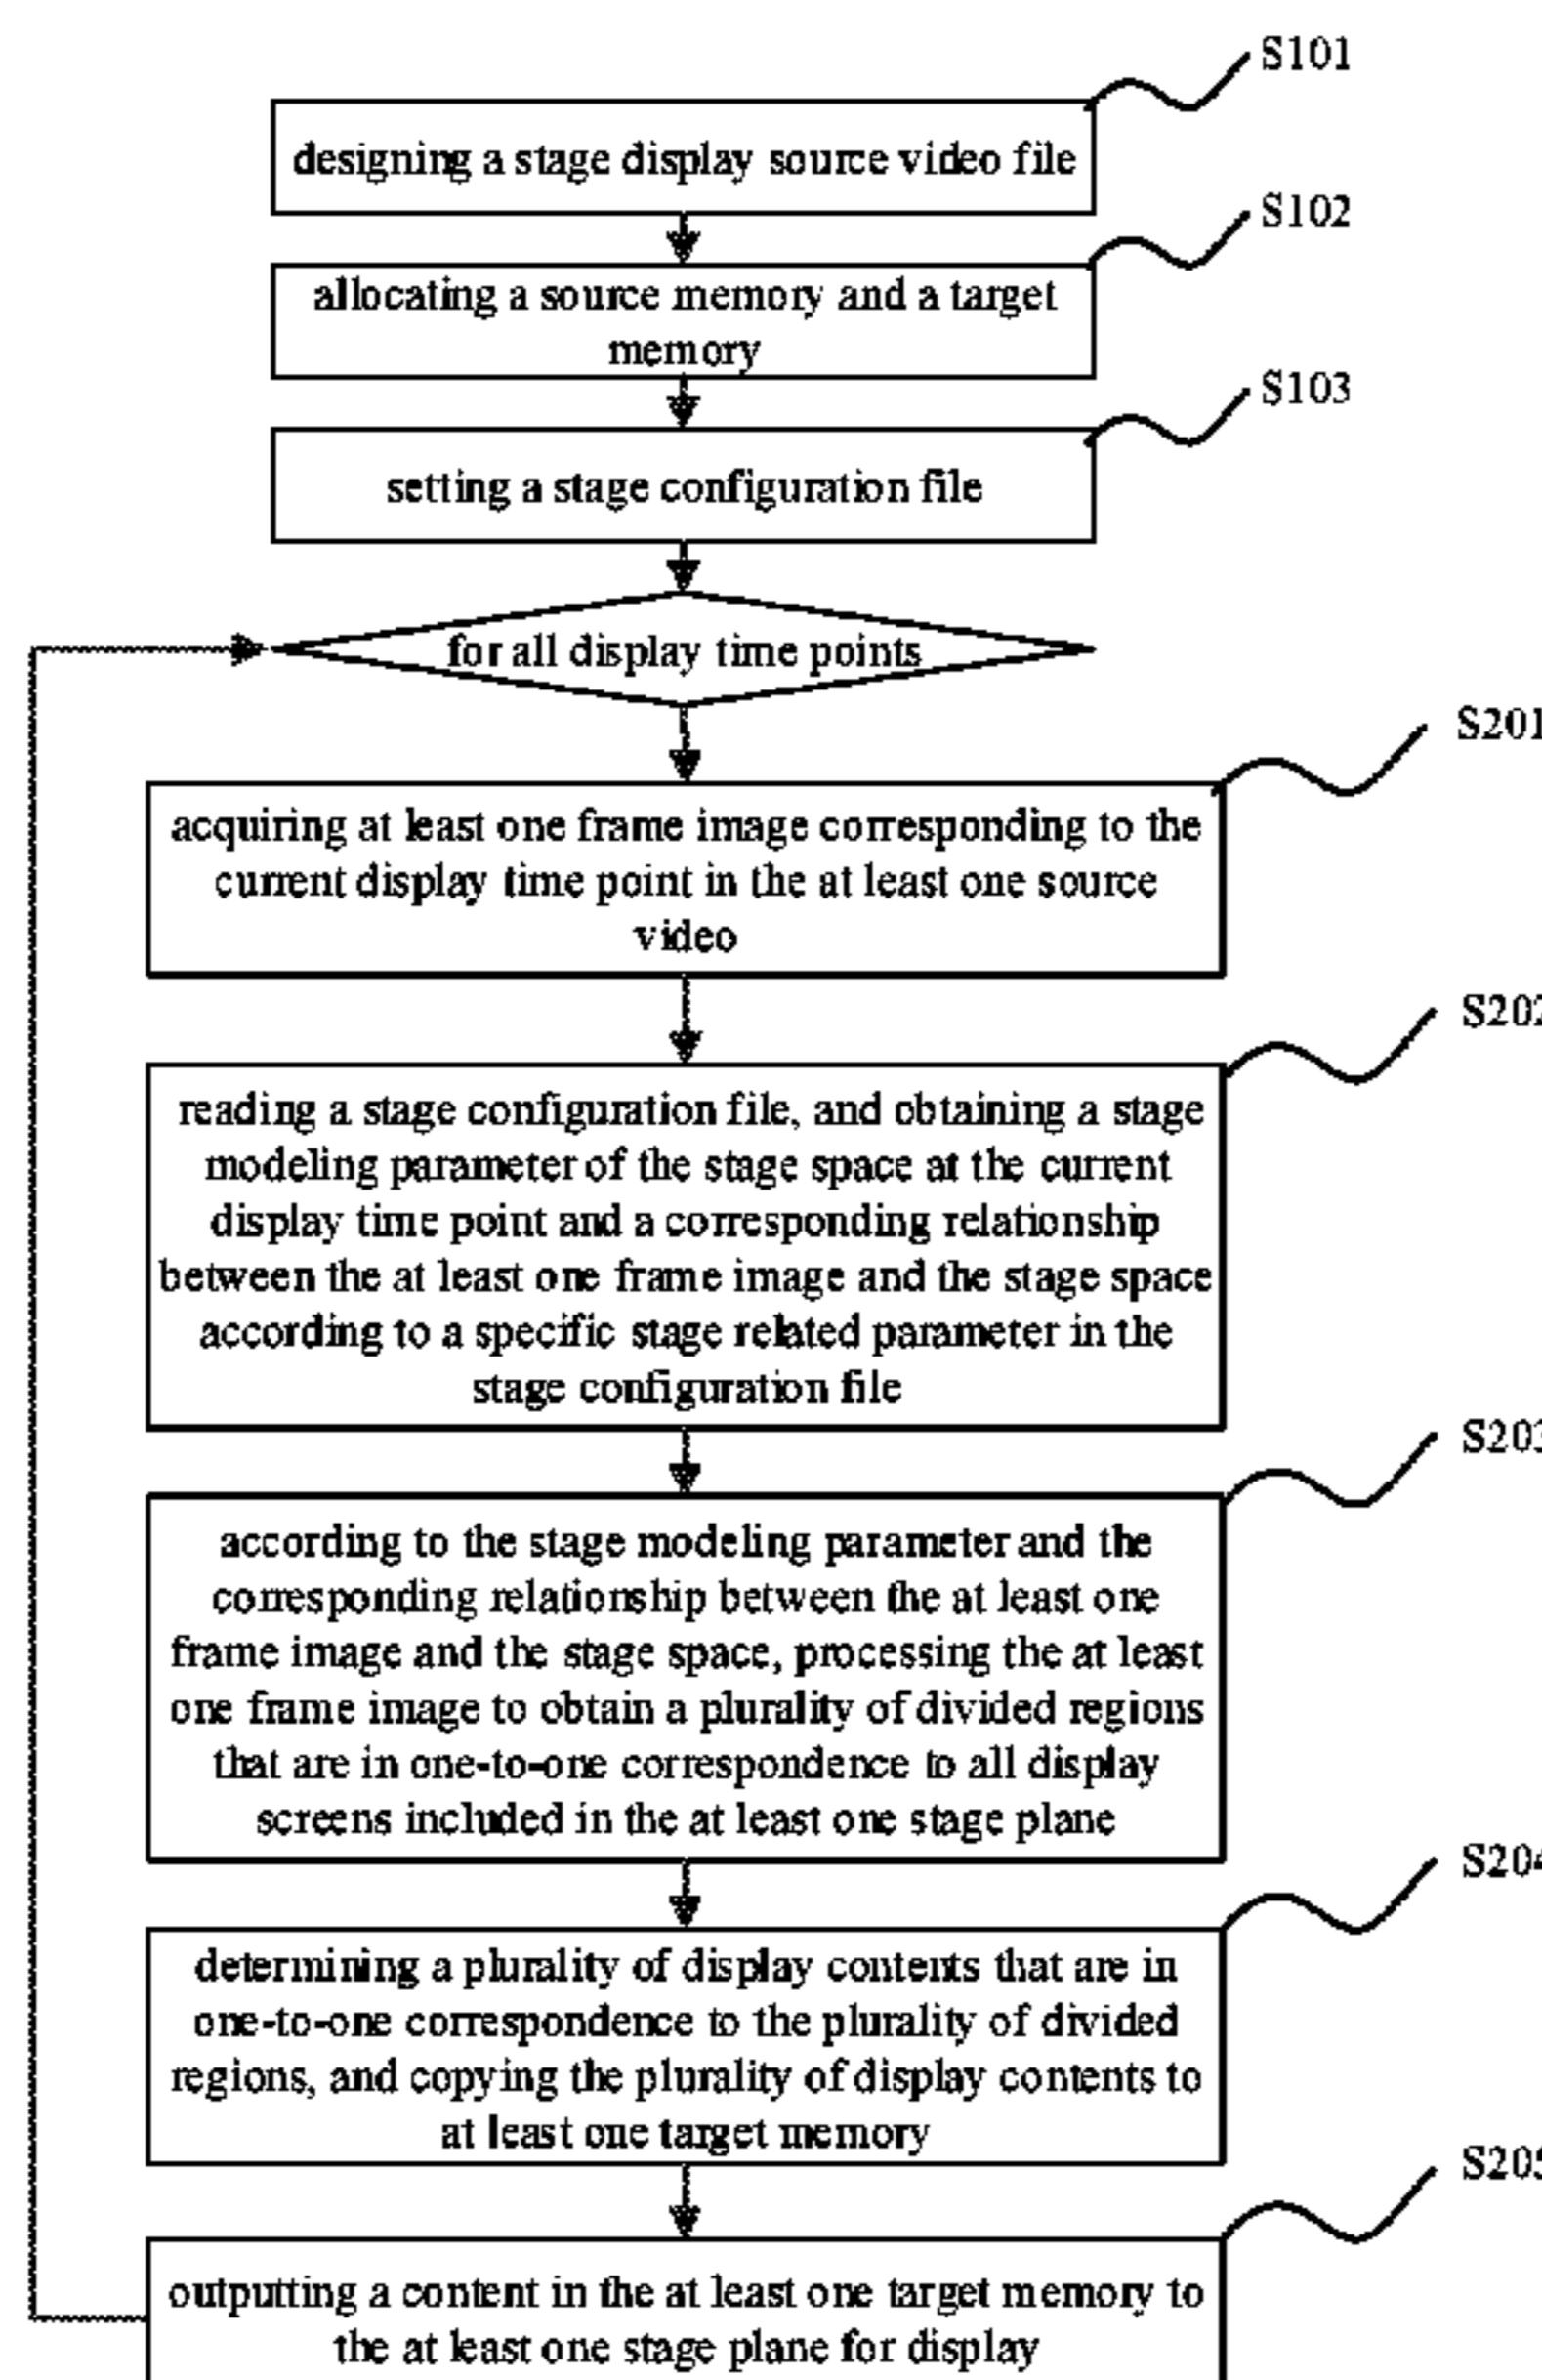 S101
designing a stage display source video file
S102
allocating a source memory and a target
memory
S103
setting a stage configuration file
for all display time points
S201
acquiring at least one frame image corresponding to the
current display time point in the at least one source
video
S202
reading a stage configuration file, and obtaining a stage
modeling parameter of the stage space at the current
display time point and a corresponding relationship
between the at least one frame image and the stage space
according to a specific stage related parameter in the
stage configuration file
S203
according to the stage modeling parameter and the
corresponding relationship between the at least one
frame image and the stage space, processing the at least
one frame image to obtain a plurality of divided regions
that are in one-to-one correspondence to all display
screens included in the at least one stage plane
S204
determining a plurality of display contents that are in
one-to-one correspondence to the plurality of divided
regions, and copying the plurality of display contents to
at least one target memory
S205
outputting a content in the at least one target memory to
the at least one stage plane for display